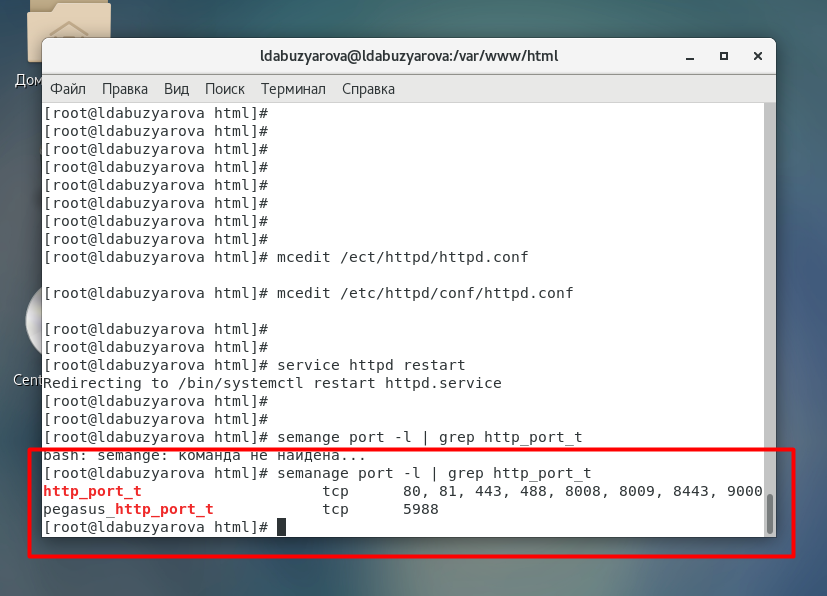 ldabuzyarova@ldabuzyarova:/var/www/html
Файл Правка Вид Поиск Терминал Справка
Дом
[root@ldabuzyarova html]#
[root@ldabuzyarova html]#
[root@ldabuzyarova html]#
[root@ldabuzyarova html]#
[root@ldabuzyarova html]#
[root@ldabuzyarova html]#
[root@ldabuzyarova html]#
[root@ldabuzyarova html]#
[root@ldabuzyarova html]# mcedit /ect/httpd/httpd.conf
[root@ldabuzyarova html]# mcedit /etc/httpd/conf/httpd.conf
[root@ldabuzyarova html]#
[root@ldabuzyarova html]#
[root@ldabuzyarova html]# service httpd restart
Cent
Redirecting to /bin/systemctl restart httpd.service
[root@ldabuzyarova html]#
[root@ldabuzyarova html]#
[root@ldabuzyarova html]# semange port -l | grep http_port_t
bash: semange: команда не найдена...
[root@ldabuzyarova html]# semanage port -l | grep http_port_t
http_port_t tcp 80, 81, 443, 488, 8008, 8009, 8443, 9000
pegasus_http_port_t tcp 5988
[root@ldabuzyarova html]#